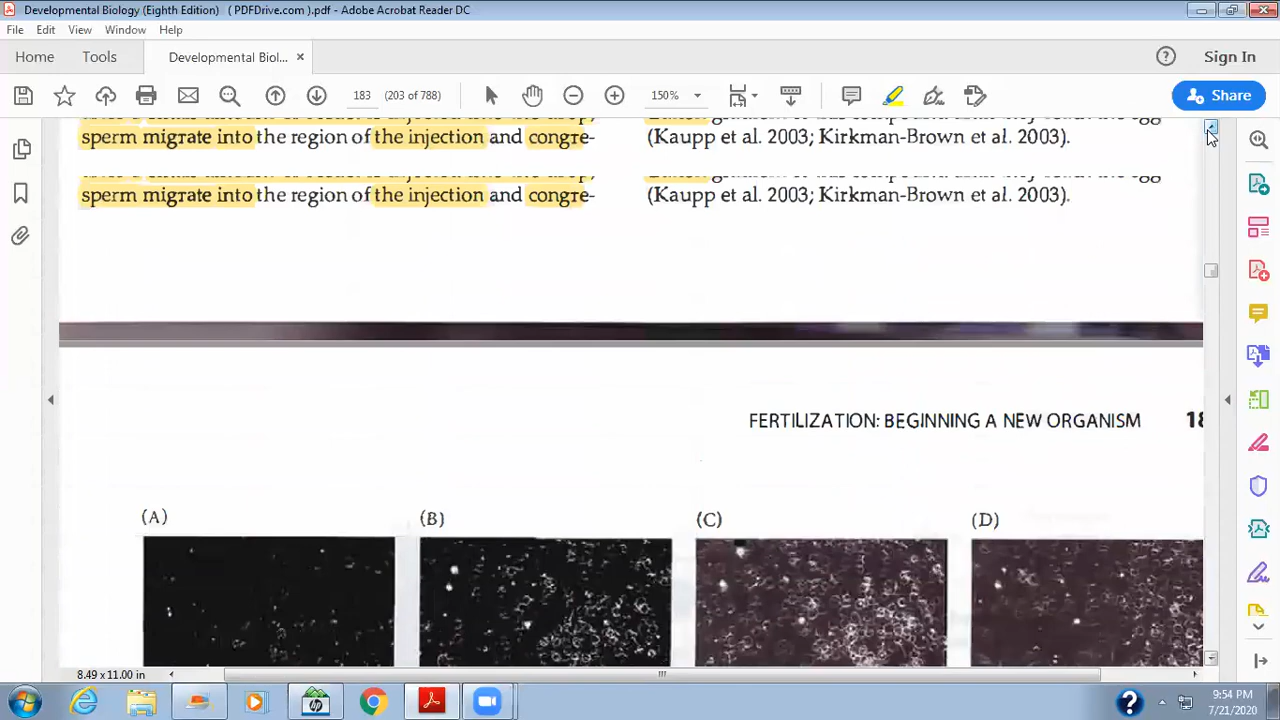 Developmental Biology (Eighth Edition) ( PDFDrive.com ).pdf - Adobe Acrobat Reader DC
File Edit View Window Help
Home Tools Developmental Biol... × Sign In
183 (203 of 788) 150% Share
sperm migrate into the region of the injection and congre-
(Kaupp et al. 2003; Kirkman-Brown et al. 2003).
sperm migrate into the region of the injection and congre-
(Kaupp et al. 2003; Kirkman-Brown et al. 2003).
FERTILIZATION: BEGINNING A NEW ORGANISM
(A) (B) (C) (D)
8.49 x 11.00 in
9:54 PM
7/21/2020